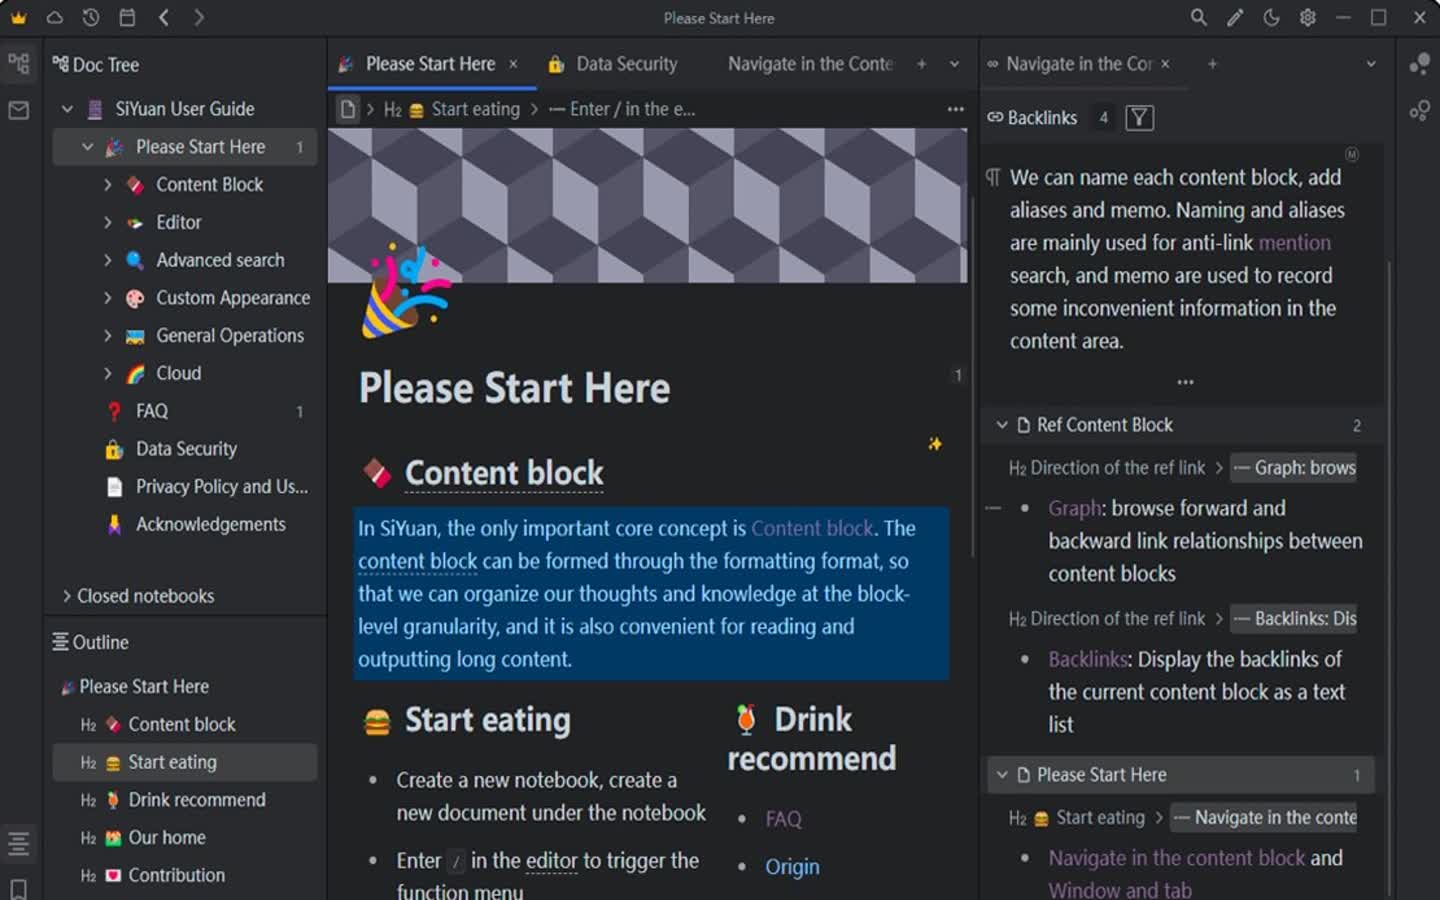 Please Start Here
Doc Tree
SiYuan User Guide
Please Start Here 1
Content Block
Editor
Advanced search
Custom Appearance
General Operations
Cloud
FAQ 1
Data Security
Privacy Policy and Us...
Acknowledgements
Closed notebooks
Outline
Please Start Here
H2 Content block
H2 Start eating
H2 Drink recommend
H2 Our home
H2 Contribution
Please Start Here × Data Security Navigate in the Conte +
H2 Start eating > Enter / in the e... ...
Please Start Here 1
Content block
In SiYuan, the only important core concept is Content block. The
content block can be formed through the formatting format, so
that we can organize our thoughts and knowledge at the block-
level granularity, and it is also convenient for reading and
outputting long content.
Start eating
• Create a new notebook, create a
new document under the notebook
• Enter / in the editor to trigger the
function menu
Drink
recommend
• FAQ
• Origin
Navigate in the Cor × +
Backlinks 4
M
We can name each content block, add
aliases and memo. Naming and aliases
are mainly used for anti-link mention
search, and memo are used to record
some inconvenient information in the
content area.
...
Ref Content Block 2
H2 Direction of the ref link > Graph: brows
• Graph: browse forward and
backward link relationships between
content blocks
H2 Direction of the ref link > Backlinks: Dis
• Backlinks: Display the backlinks of
the current content block as a text
list
Please Start Here 1
H2 Start eating > Navigate in the conte
• Navigate in the content block and
Window and tab